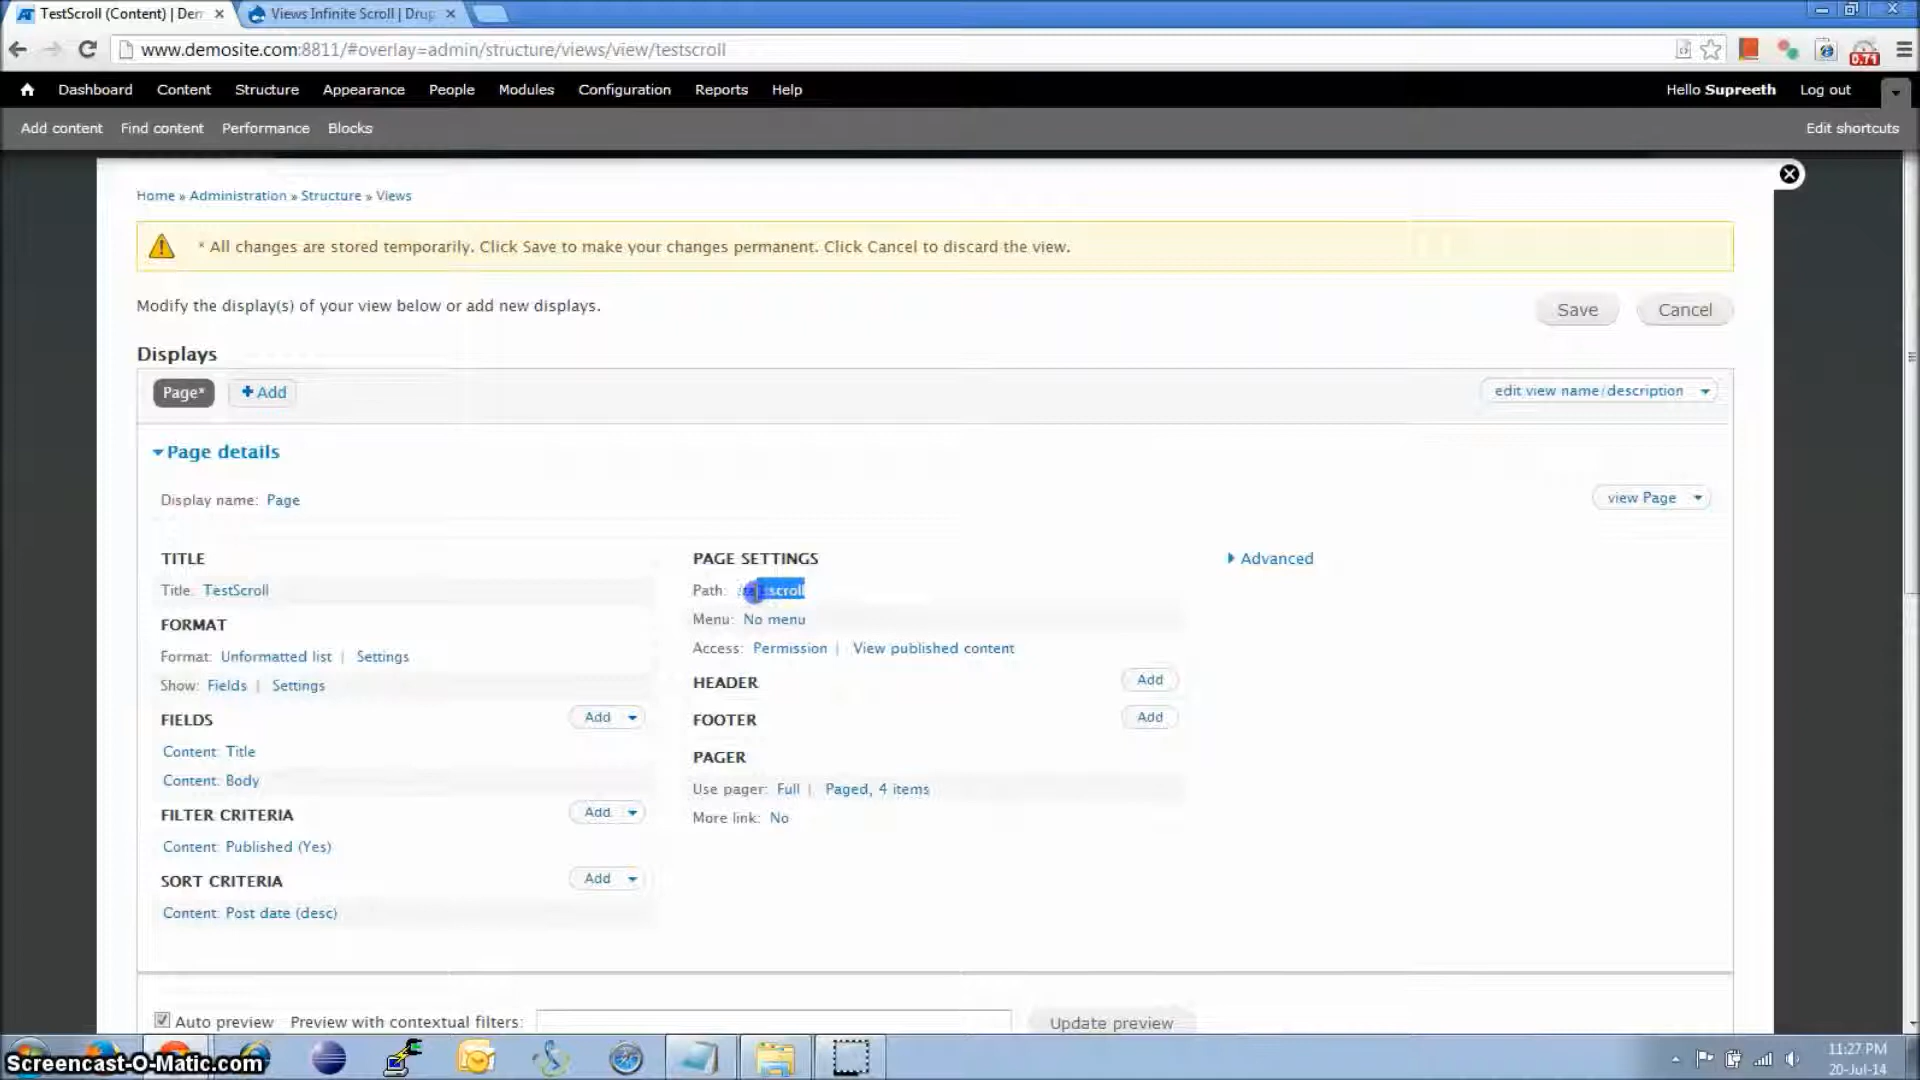 TestScroll (Content) | Den
Views Infinite Scroll | Drup
www.demosite.com:8811/#overlay=admin/structure/views/view/testscroll
0.71
Dashboard Content Structure Appearance People Modules Configuration Reports Help
Hello Supreeth Log out
Add content Find content Performance Blocks
Edit shortcuts
Home » Administration » Structure » Views
* All changes are stored temporarily. Click Save to make your changes permanent. Click Cancel to discard the view.
Modify the display(s) of your view below or add new displays.
Save Cancel
Displays
Page* + Add
edit view name/description
Page details
Display name: Page
view Page
TITLE
Title: TestScroll
FORMAT
Format: Unformatted list | Settings
Show: Fields | Settings
FIELDS Add
Content: Title
Content: Body
FILTER CRITERIA Add
Content: Published (Yes)
SORT CRITERIA Add
Content: Post date (desc)
PAGE SETTINGS
Path: scroll
Menu: No menu
Access: Permission | View published content
HEADER Add
FOOTER Add
PAGER
Use pager: Full | Paged, 4 items
More link: No
Advanced
Auto preview Preview with contextual filters:
Update preview
Screencast-O-Matic.com
11:27 PM
20-Jul-14